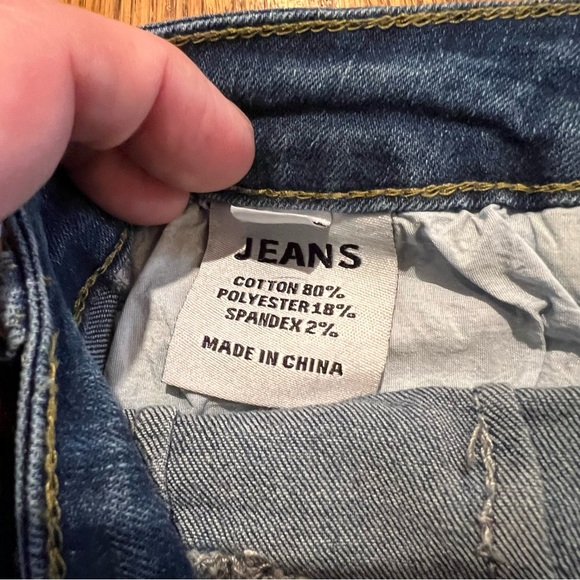 JEANS
COTTON 80%
POLYESTER 18%
SPANDEX 2%
MADE IN CHINA